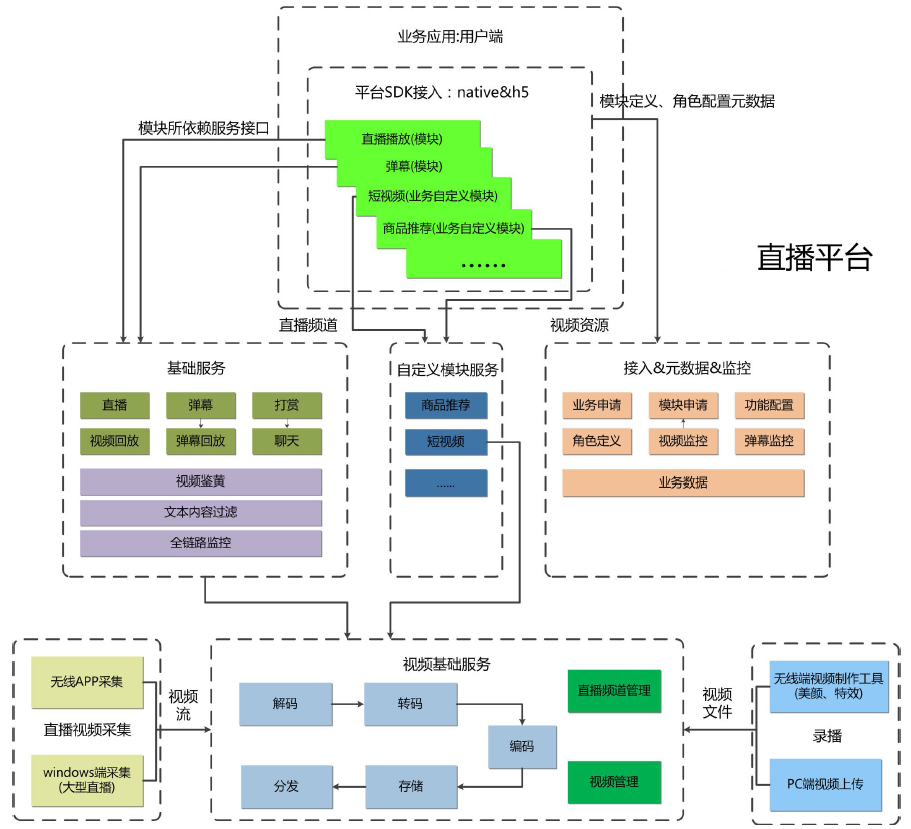 业务应用:用户端
平台SDK接入：native&h5
模块定义、角色配置元数据
模块所依赖服务接口
直播播放(模块)
弹幕(模块)
短视频(业务自定义模块)
商品推荐(业务自定义模块)
......
直播平台
直播频道
视频资源
基础服务
直播
弹幕
打赏
视频回放
弹幕回放
聊天
视频鉴黄
文本内容过滤
全链路监控
自定义模块服务
商品推荐
短视频
......
接入&元数据&监控
业务申请
模块申请
功能配置
角色定义
视频监控
弹幕监控
业务数据
无线APP采集
直播视频采集
windows端采集
(大型直播)
视频
流
视频基础服务
解码
转码
编码
分发
存储
直播频道管理
视频管理
视频
文件
无线端视频制作工具
(美颜、特效)
录播
PC端视频上传